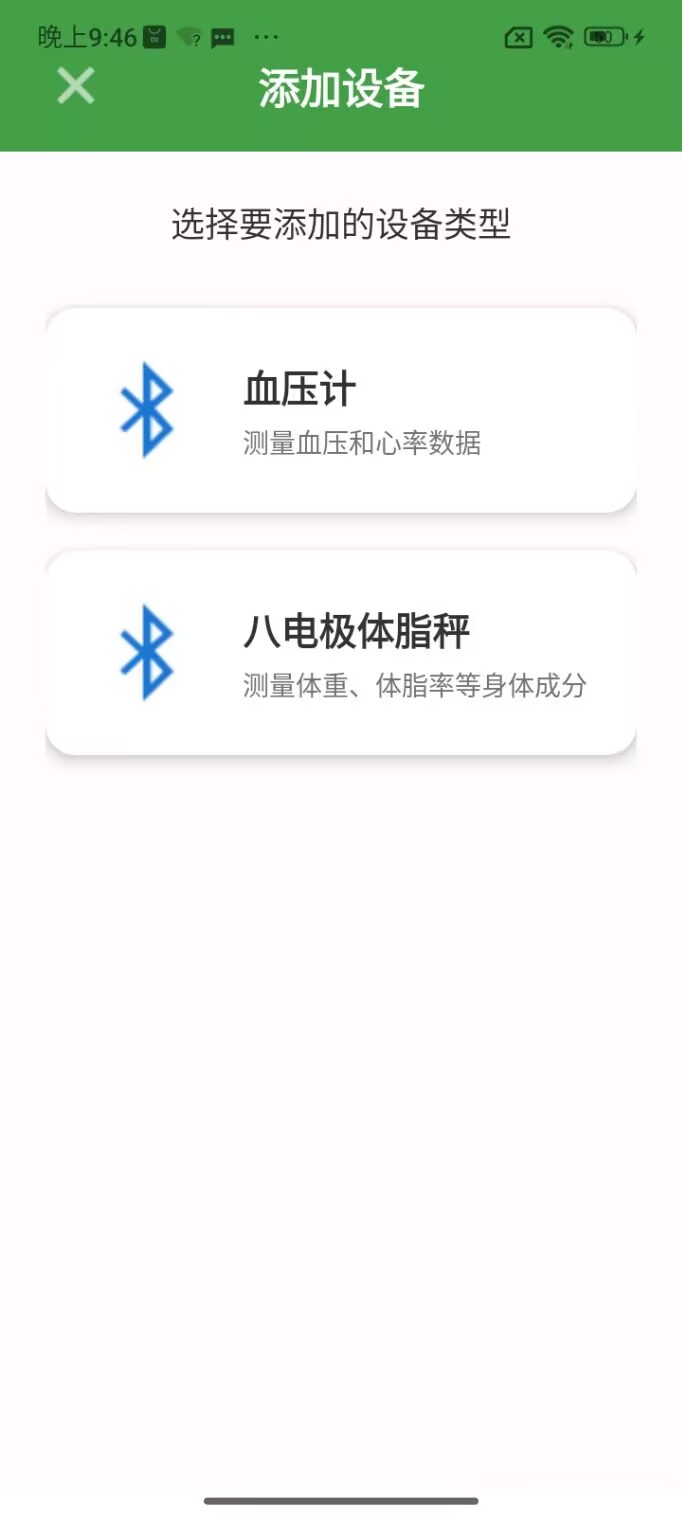 晚上9:46
添加设备
选择要添加的设备类型
血压计
测量血压和心率数据
八电极体脂秤
测量体重、体脂率等身体成分